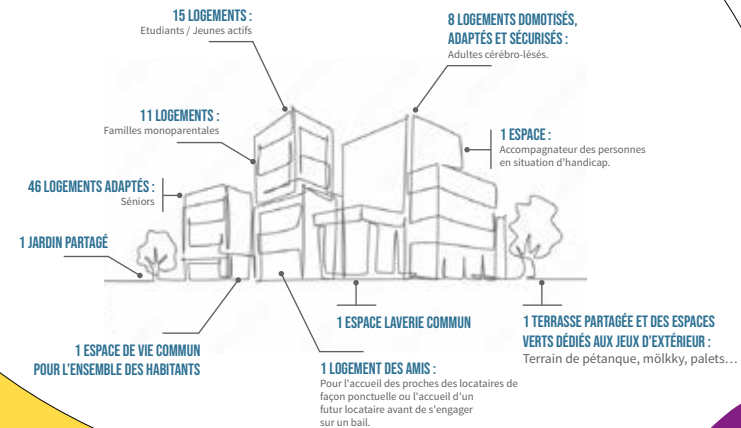 15 LOGEMENTS :
Etudiants / Jeunes actifs
8 LOGEMENTS DOMOTISÉS,
ADAPTÉS ET SÉCURISÉS :
Adultes cérébro-lésés.
11 LOGEMENTS :
Familles monoparentales
1 ESPACE :
Accompagnateur des personnes
en situation d'handicap.
46 LOGEMENTS ADAPTÉS :
Séniors
1 JARDIN PARTAGÉ
1 ESPACE LAVERIE COMMUN
1 TERRASSE PARTAGÉE ET DES ESPACES
VERTS DÉDIÉS AUX JEUX D'EXTÉRIEUR :
Terrain de pétanque, mölkky, palets...
1 ESPACE DE VIE COMMUN
POUR L'ENSEMBLE DES HABITANTS
1 LOGEMENT DES AMIS :
Pour l'accueil des proches des locataires de
façon ponctuelle ou l'accueil d'un
futur locataire avant de s'engager
sur un bail.